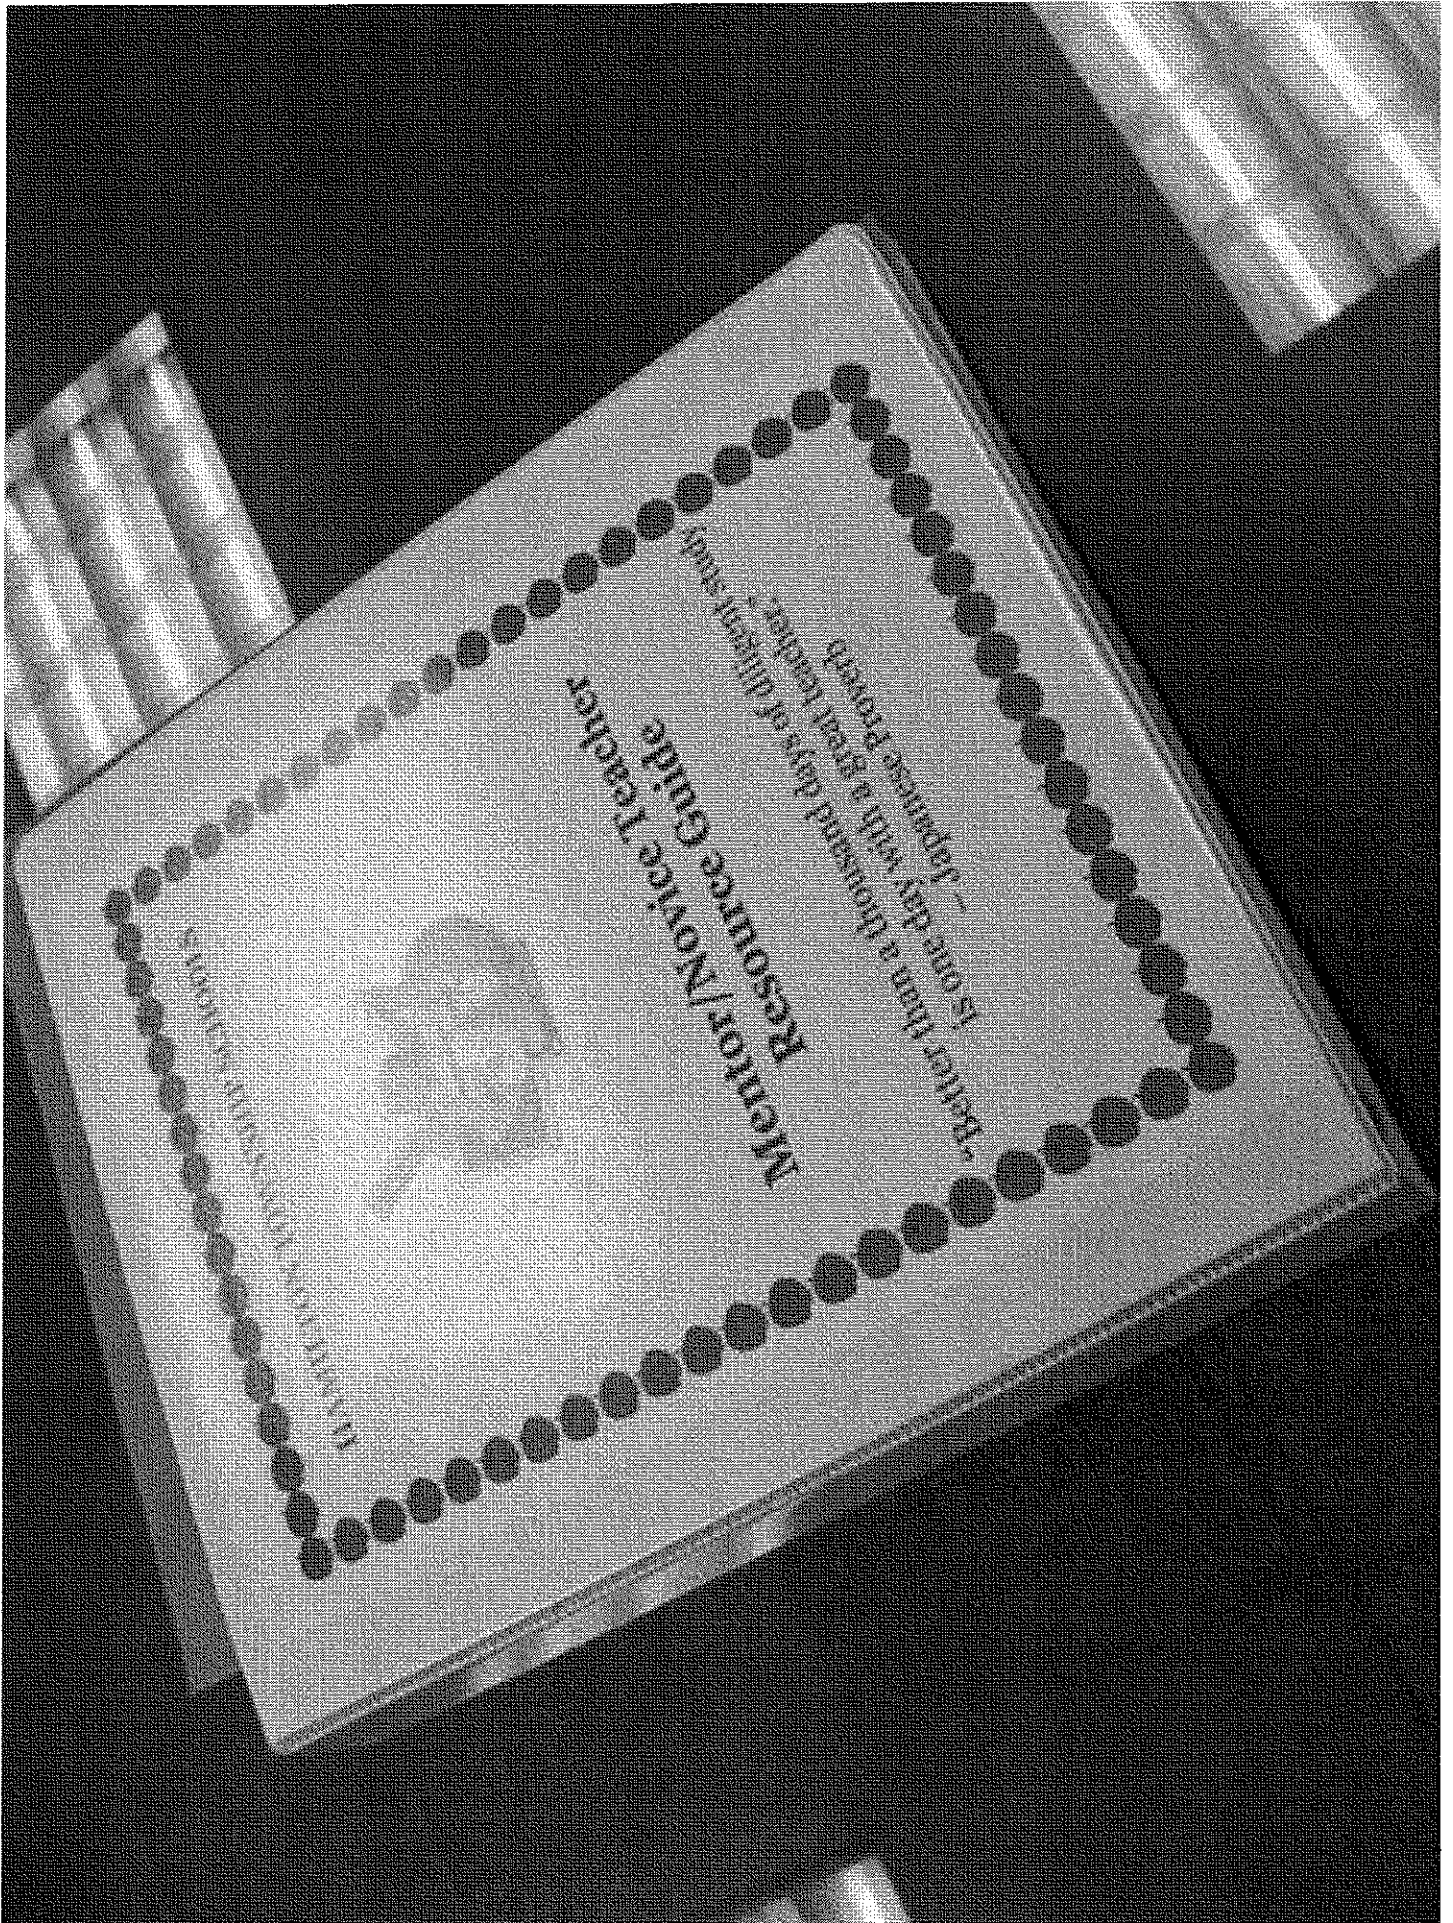 Mentor/Novice Teacher
Resource Guide
"Better than a thousand days of diligent study
is one day with a great teacher."
– Japanese Proverb